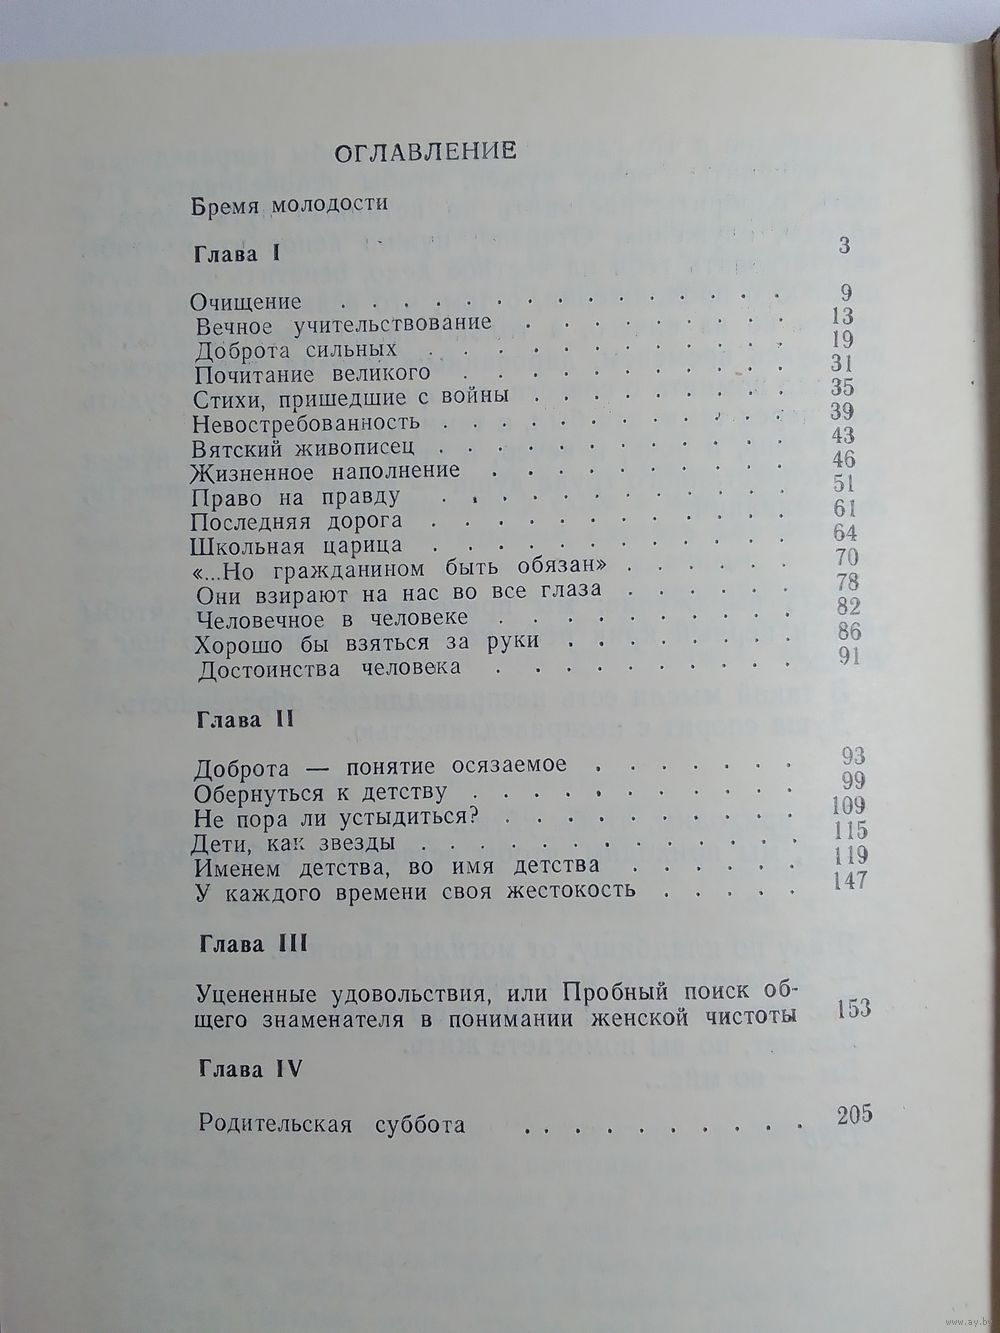 ОГЛАВЛЕНИЕ
Бремя молодости
Глава I 3
Очищение . . . . . . . . . . . . . . . 9
Вечное учительствование . . . . . . . . . 13
Доброта сильных . . . . . . . . . . . . 19
Почитание великого . . . . . . . . . . . 31
Стихи, пришедшие с войны . . . . . . . . 35
Невостребованность . . . . . . . . . . . 39
Вятский живописец . . . . . . . . . . . . 43
Жизненное наполнение . . . . . . . . . . 46
Право на правду . . . . . . . . . . . . 51
Последняя дорога . . . . . . . . . . . . 61
Школьная царица . . . . . . . . . . . . 64
«...Но гражданином быть обязан» . . . . . . 70
Они взирают на нас во все глаза . . . . . . 78
Человечное в человеке . . . . . . . . . . 82
Хорошо бы взяться за руки . . . . . . . . 86
Достоинства человека . . . . . . . . . . 91
Глава II
Доброта — понятие осязаемое . . . . . . . 93
Обернуться к детству . . . . . . . . . . . 99
Не пора ли устыдиться? . . . . . . . . . . 109
Дети, как звезды . . . . . . . . . . . . . 115
Именем детства, во имя детства . . . . . . 119
У каждого времени своя жестокость . . . . . 147
Глава III
Уцененные удовольствия, или Пробный поиск об-
щего знаменателя в понимании женской чистоты 153
Глава IV
Родительская суббота . . . . . . . . . . . 205
www.ay.by